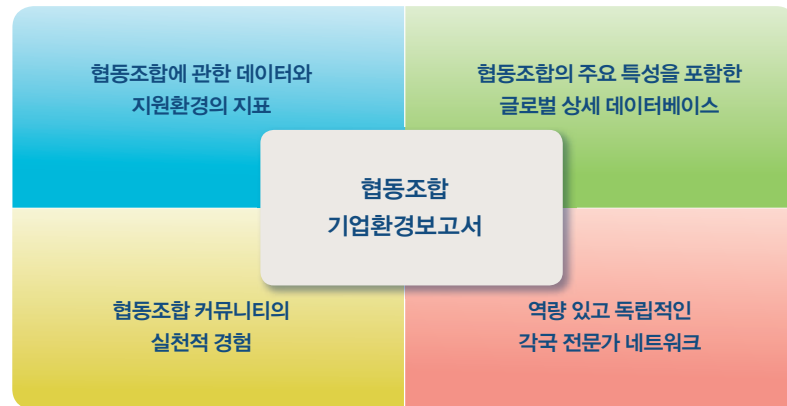 협동조합에 관한 데이터와
지원환경의 지표
협동조합의 주요 특성을 포함한
글로벌 상세 데이터베이스
협동조합
기업환경보고서
협동조합 커뮤니티의
실천적 경험
역량 있고 독립적인
각국 전문가 네트워크